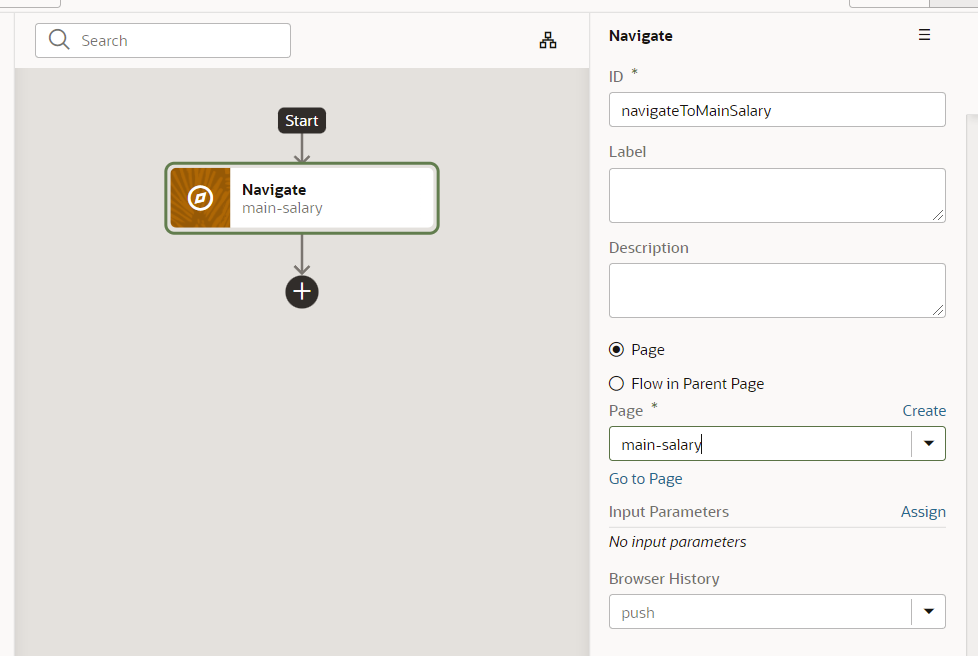 Search
Start
Navigate
main-salary
Navigate
ID *
navigateToMainSalary
Label
Description
Page
Flow in Parent Page
Page *
Create
main-salary
Go to Page
Input Parameters
Assign
No input parameters
Browser History
push